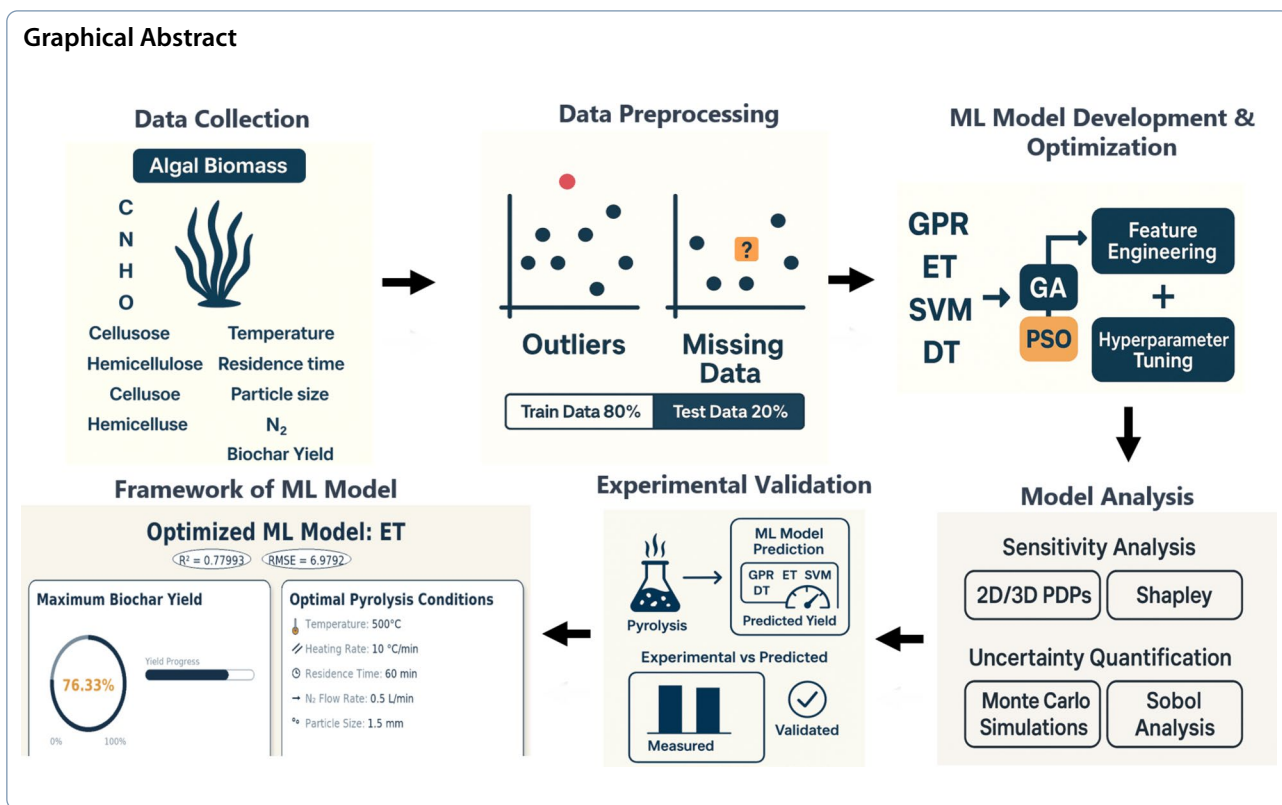 Graphical Abstract
Data Collection
Algal Biomass
C
N
H
O
Cellusose
Temperature
Hemicellulose
Residence time
Cellusoe
Particle size
Hemicelluse
N₂
Biochar Yield
Data Preprocessing
?
Outliers
Missing
Data
Train Data 80%
Test Data 20%
ML Model Development &
Optimization
GPR
ET
SVM
DT
GA
PSO
Feature
Engineering
+
Hyperparameter
Tuning
Model Analysis
Sensitivity Analysis
2D/3D PDPs
Shapley
Uncertainty Quantification
Monte Carlo
Simulations
Sobol
Analysis
Experimental Validation
Pyrolysis
ML Model
Prediction
GPR ET SVM
DT
Predicted Yield
Experimental vs Predicted
Measured
Validated
Framework of ML Model
Optimized ML Model: ET
R² = 0.77993
RMSE = 6.9792
Maximum Biochar Yield
76.33%
0%
100%
Yield Progress
Optimal Pyrolysis Conditions
Temperature: 500°C
Heating Rate: 10 °C/min
Residence Time: 60 min
N₂ Flow Rate: 0.5 L/min
Particle Size: 1.5 mm